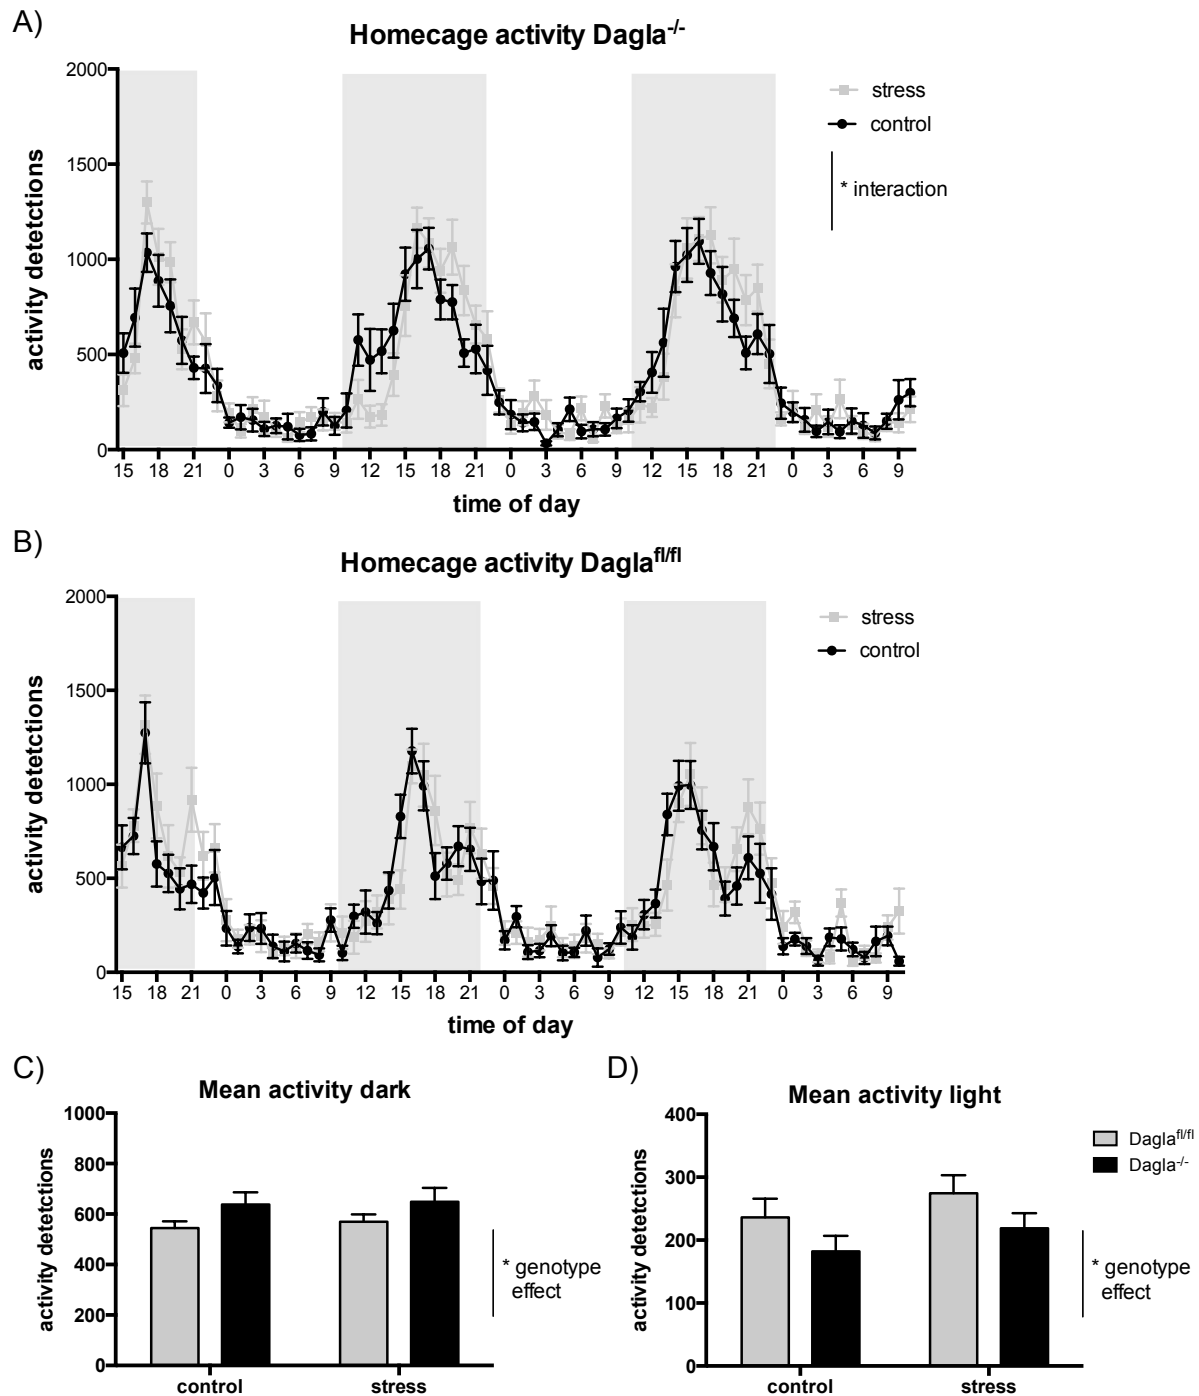 A)
Homecage activity Dagla-/-
2000
1500
1000
500
0
activity detetctions
stress
control
* interaction
15 18 21 0 3 6 9 12 15 18 21 0 3 6 9 12 15 18 21 0 3 6 9
time of day
B)
Homecage activity Daglafl/fl
2000
1500
1000
500
0
activity detetctions
stress
control
15 18 21 0 3 6 9 12 15 18 21 0 3 6 9 12 15 18 21 0 3 6 9
time of day
C)
Mean activity dark
1000
800
600
400
200
0
activity detetctions
* genotype
effect
control stress
D)
Mean activity light
400
300
200
100
0
activity detetctions
Daglafl/fl
Dagla-/-
* genotype
effect
control stress